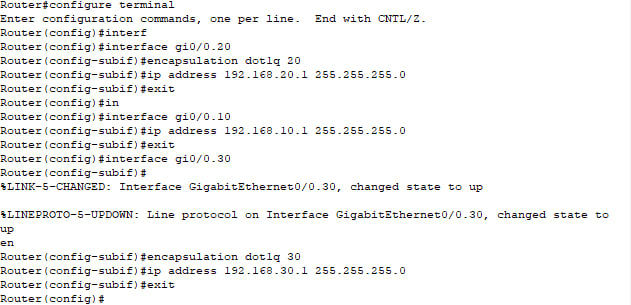 Router#configure terminal
Enter configuration commands, one per line.  End with CNTL/Z.
Router(config)#interf
Router(config)#interface gi0/0.20
Router(config-subif)#encapsulation dot1q 20
Router(config-subif)#ip address 192.168.20.1 255.255.255.0
Router(config-subif)#exit
Router(config)#in
Router(config)#interface gi0/0.10
Router(config-subif)#ip address 192.168.10.1 255.255.255.0
Router(config-subif)#exit
Router(config)#interface gi0/0.30
Router(config-subif)#
%LINK-5-CHANGED: Interface GigabitEthernet0/0.30, changed state to up

%LINEPROTO-5-UPDOWN: Line protocol on Interface GigabitEthernet0/0.30, changed state to
up
en
Router(config-subif)#encapsulation dot1q 30
Router(config-subif)#ip address 192.168.30.1 255.255.255.0
Router(config-subif)#exit
Router(config)#